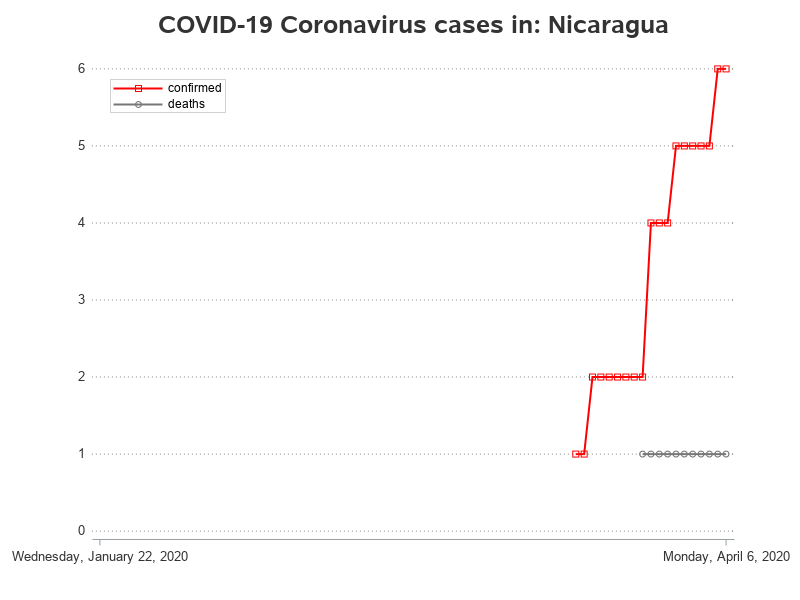 COVID-19 Coronavirus cases in: Nicaragua
6
confirmed
deaths
5
4
3
2
1
0
Wednesday, January 22, 2020
Monday, April 6, 2020